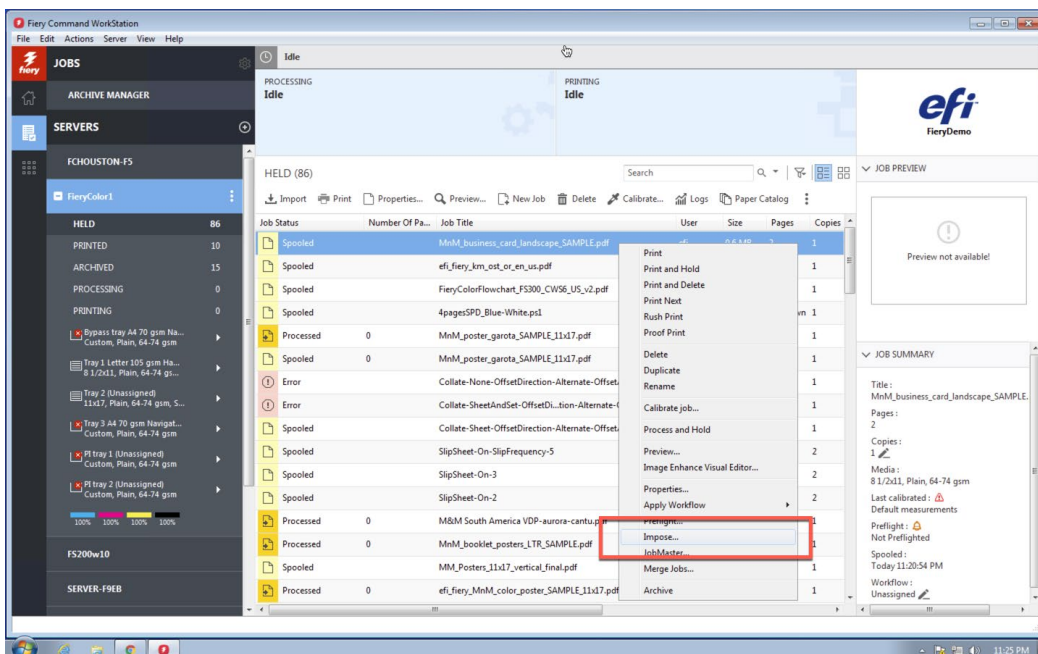 Fiery Command WorkStation
File Edit Actions Server View Help
fiery
JOBS
Idle
ARCHIVE MANAGER
PROCESSING
Idle
PRINTING
Idle
efi
FieryDemo
SERVERS
FCHOUSTON-F5
FieryColor1
HELD 86
PRINTED 10
ARCHIVED 15
PROCESSING 0
PRINTING 0
Bypass tray A4 70 gsm Na...
Custom, Plain, 64-74 gsm
Tray 1 Letter 105 gsm Ha...
8 1/2x11, Plain, 64-74 gs...
Tray 2 (Unassigned)
11x17, Plain, 64-74 gsm, S...
Tray 3 A4 70 gsm Navigat...
Custom, Plain, 64-74 gsm
PI tray 1 (Unassigned)
Custom, Plain, 64-74 gsm
PI tray 2 (Unassigned)
Custom, Plain, 64-74 gsm
100% 100% 100% 100%
FS200w10
SERVER-F9EB
HELD (86)
Search
Import Print Properties... Preview... New Job Delete Calibrate... Logs Paper Catalog
Job Status Number Of Pa... Job Title User Size Pages Copies
Spooled MnM_business_card_landscape_SAMPLE.pdf efi 0.6 MB 2 1
Spooled efi_fiery_km_ost_or_en_us.pdf 1
Spooled FieryColorFlowchart_FS300_CWS6_US_v2.pdf 1
Spooled 4pagesSPD_Blue-White.ps1 wn 1
Processed 0 MnM_poster_garota_SAMPLE_11x17.pdf 1
Spooled 0 MnM_poster_garota_SAMPLE_11x17.pdf 1
Error Collate-None-OffsetDirection-Alternate-Offset 1
Error Collate-SheetAndSet-OffsetDi...tion-Alternate- 1
Spooled Collate-Sheet-OffsetDirection-Alternate-Offset 1
Spooled SlipSheet-On-SlipFrequency-5 2
Spooled SlipSheet-On-3 2
Spooled SlipSheet-On-2 2
Processed 0 M&M South America VDP-aurora-cantu.pdf 1
Processed 0 MnM_booklet_posters_LTR_SAMPLE.pdf 1
Spooled MM_Posters_11x17_vertical_final.pdf 1
Processed 0 efi_fiery_MnM_color_poster_SAMPLE_11x17.pdf 1
Print
Print and Hold
Print and Delete
Print Next
Rush Print
Proof Print
Delete
Duplicate
Rename
Calibrate job...
Process and Hold
Preview...
Image Enhance Visual Editor...
Properties...
Apply Workflow
Preflight...
Impose...
JobMaster...
Merge Jobs...
Archive
JOB PREVIEW
Preview not available!
JOB SUMMARY
Title :
MnM_business_card_landscape_SAMPLE.
Pages :
2
Copies :
1
Media :
8 1/2x11, Plain, 64-74 gsm
Last calibrated :
Default measurements
Preflight :
Not Preflighted
Spooled :
Today 11:20:54 PM
Workflow :
Unassigned
11:25 PM